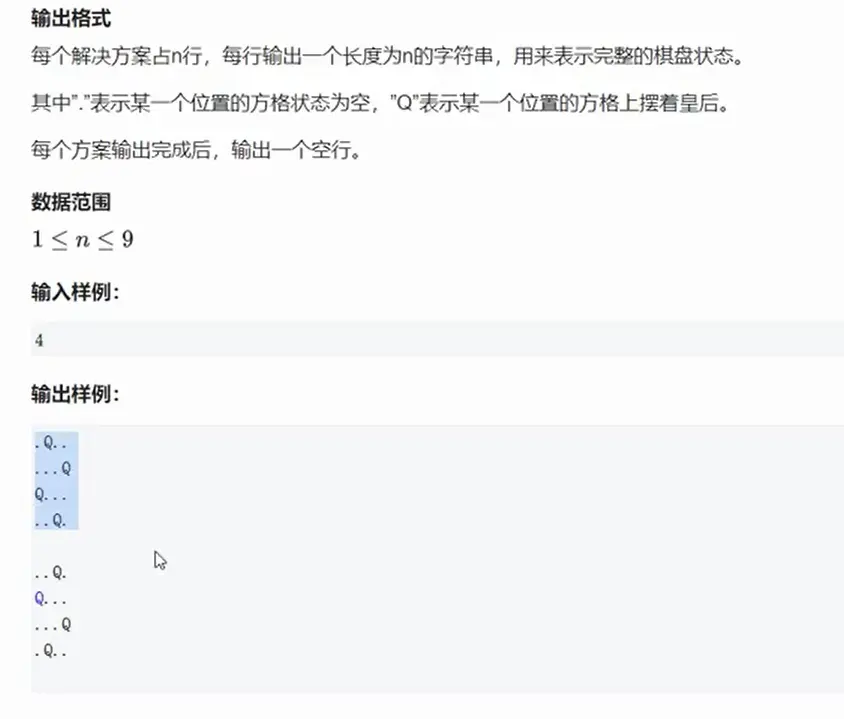 输出格式
每个解决方案占n行，每行输出一个长度为n的字符串，用来表示完整的棋盘状态。
其中"."表示某一个位置的方格状态为空，"Q"表示某一个位置的方格上摆着皇后。
每个方案输出完成后，输出一个空行。
数据范围
1 ≤ n ≤ 9
输入样例：
4
输出样例：
.Q..
...Q
Q...
..Q.
..Q.
Q...
...Q
.Q..